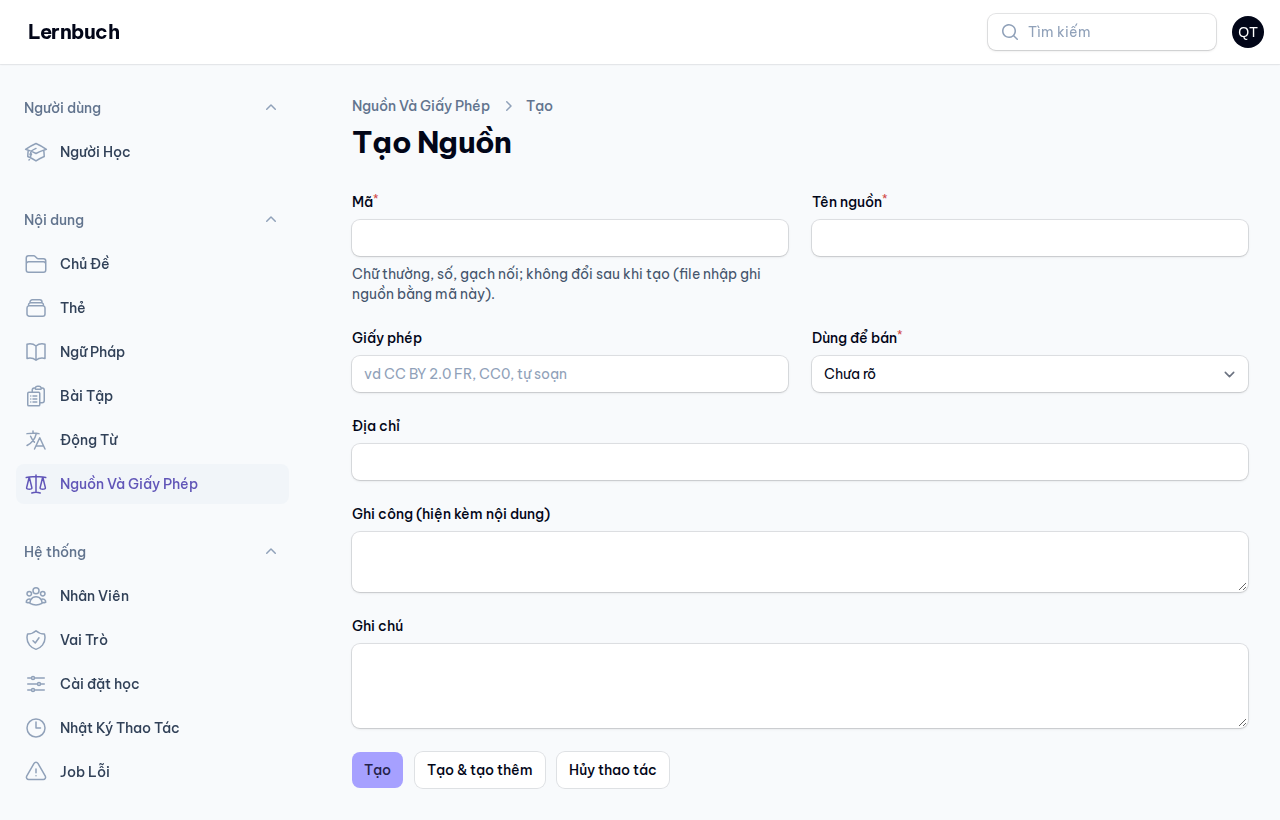 Lernbuch
Tìm kiếm
QT
Người dùng
Người Học
Nội dung
Chủ Đề
Thẻ
Ngữ Pháp
Bài Tập
Động Từ
Nguồn Và Giấy Phép
Hệ thống
Nhân Viên
Vai Trò
Cài đặt học
Nhật Ký Thao Tác
Job Lỗi
Nguồn Và Giấy Phép
Tạo
Tạo Nguồn
Mã*
Tên nguồn*
Chữ thường, số, gạch nối; không đổi sau khi tạo (file nhập ghi
nguồn bằng mã này).
Giấy phép
Dùng để bán*
vd CC BY 2.0 FR, CC0, tự soạn
Chưa rõ
Địa chỉ
Ghi công (hiện kèm nội dung)
Ghi chú
Tạo
Tạo & tạo thêm
Hủy thao tác